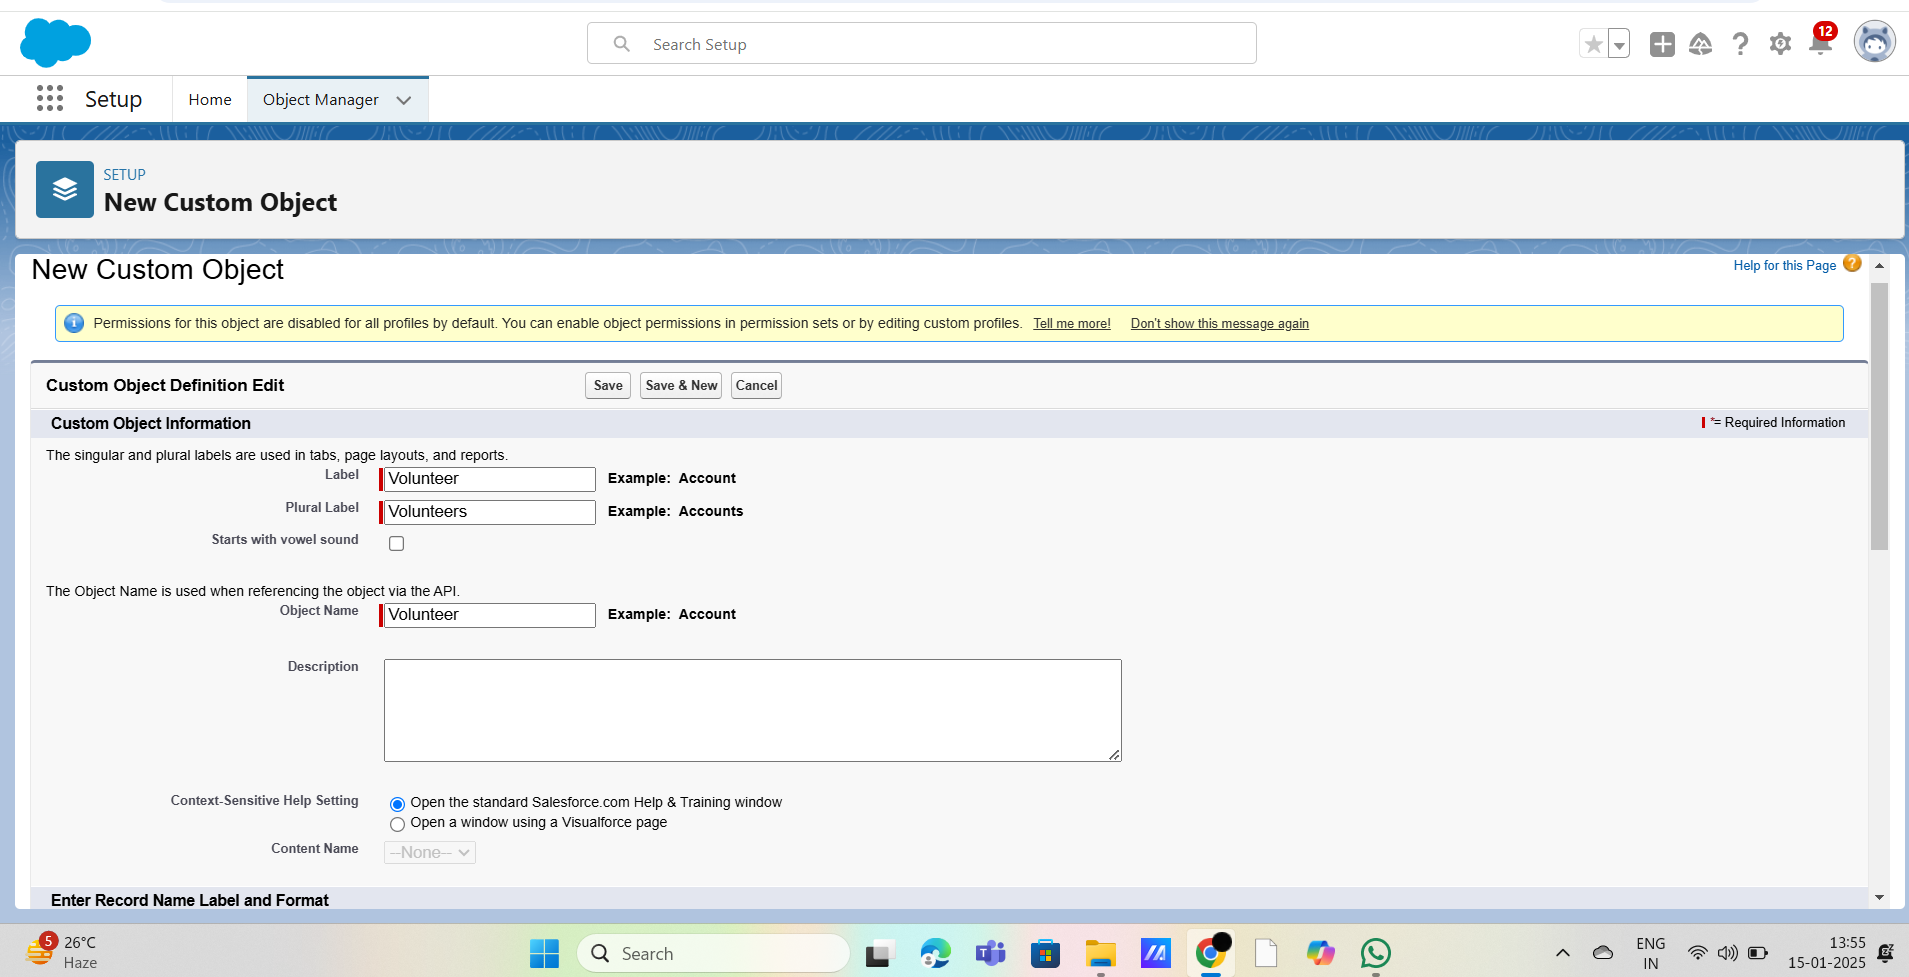 Search Setup
12
Setup
Home
Object Manager
SETUP
New Custom Object
New Custom Object
Help for this Page ?
Permissions for this object are disabled for all profiles by default. You can enable object permissions in permission sets or by editing custom profiles. Tell me more! Don't show this message again
Custom Object Definition Edit
Save
Save & New
Cancel
Custom Object Information
*= Required Information
The singular and plural labels are used in tabs, page layouts, and reports.
Label
Volunteer
Example: Account
Plural Label
Volunteers
Example: Accounts
Starts with vowel sound
The Object Name is used when referencing the object via the API.
Object Name
Volunteer
Example: Account
Description
Context-Sensitive Help Setting
Open the standard Salesforce.com Help & Training window
Open a window using a Visualforce page
Content Name
--None--
Enter Record Name Label and Format
5
26°C
Haze
Search
ENG
IN
13:55
15-01-2025